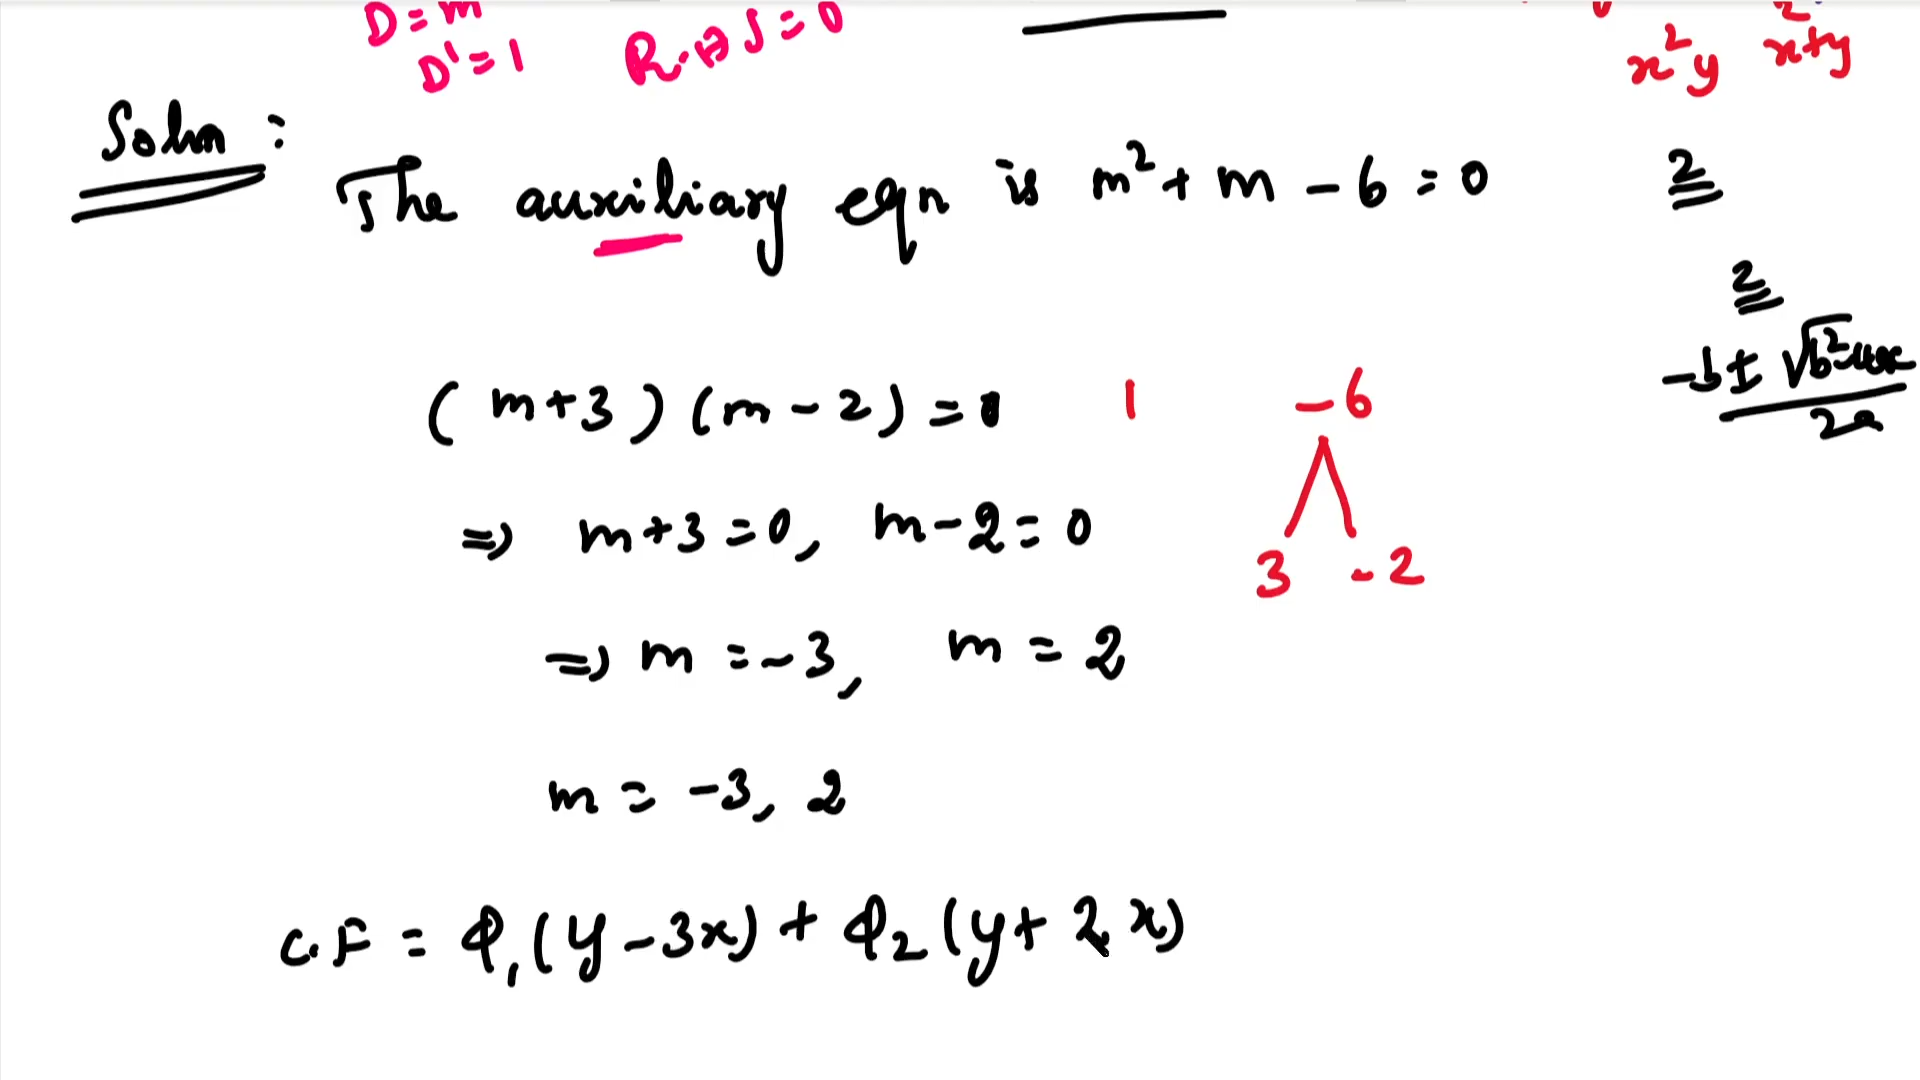 D = m
D' = 1
R.H.S = 0
x²y
x+y
Soln :
The auxiliary eqn is m² + m - 6 = 0
2
2
(m+3)(m-2) = 0
1
-6
3 -2
-b ± √b²-4ac
2a
⇒ m+3 = 0, m-2 = 0
⇒ m = -3, m = 2
m = -3, 2
C.F = φ₁(y-3x) + φ₂(y+2x)